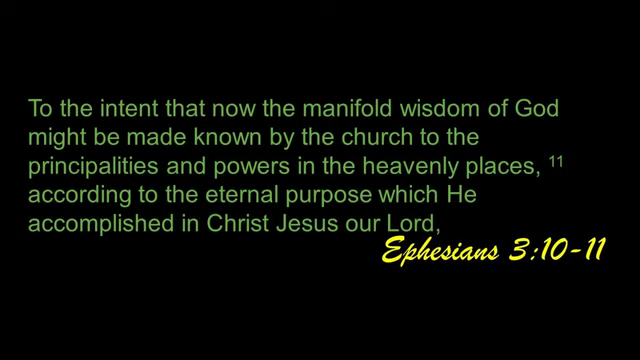 To the intent that now the manifold wisdom of God
might be made known by the church to the
principalities and powers in the heavenly places, 11
according to the eternal purpose which He
accomplished in Christ Jesus our Lord,
Ephesians 3:10-11